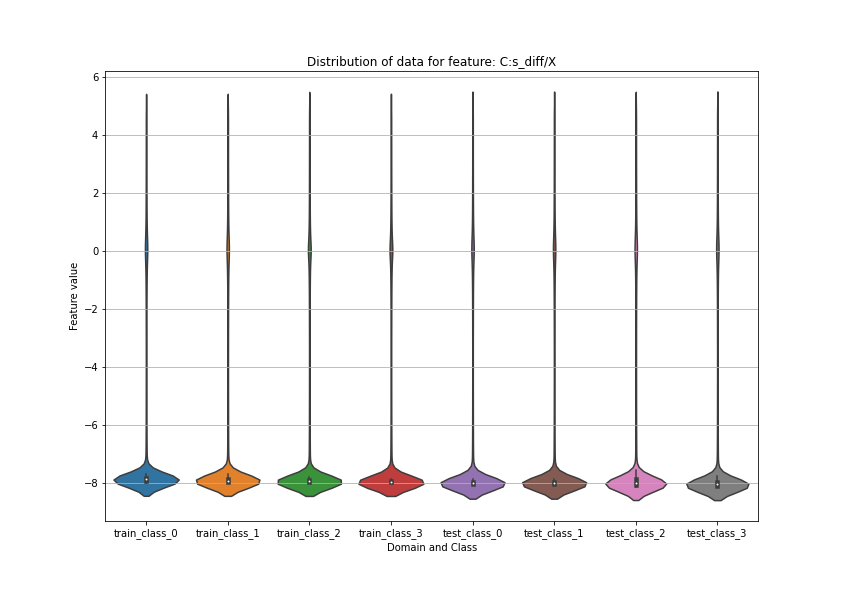 Distribution of data for feature: C:s_diff/X
6
4
2
0
−2
−4
−6
−8
Feature value
train_class_0 train_class_1 train_class_2 train_class_3 test_class_0 test_class_1 test_class_2 test_class_3
Domain and Class